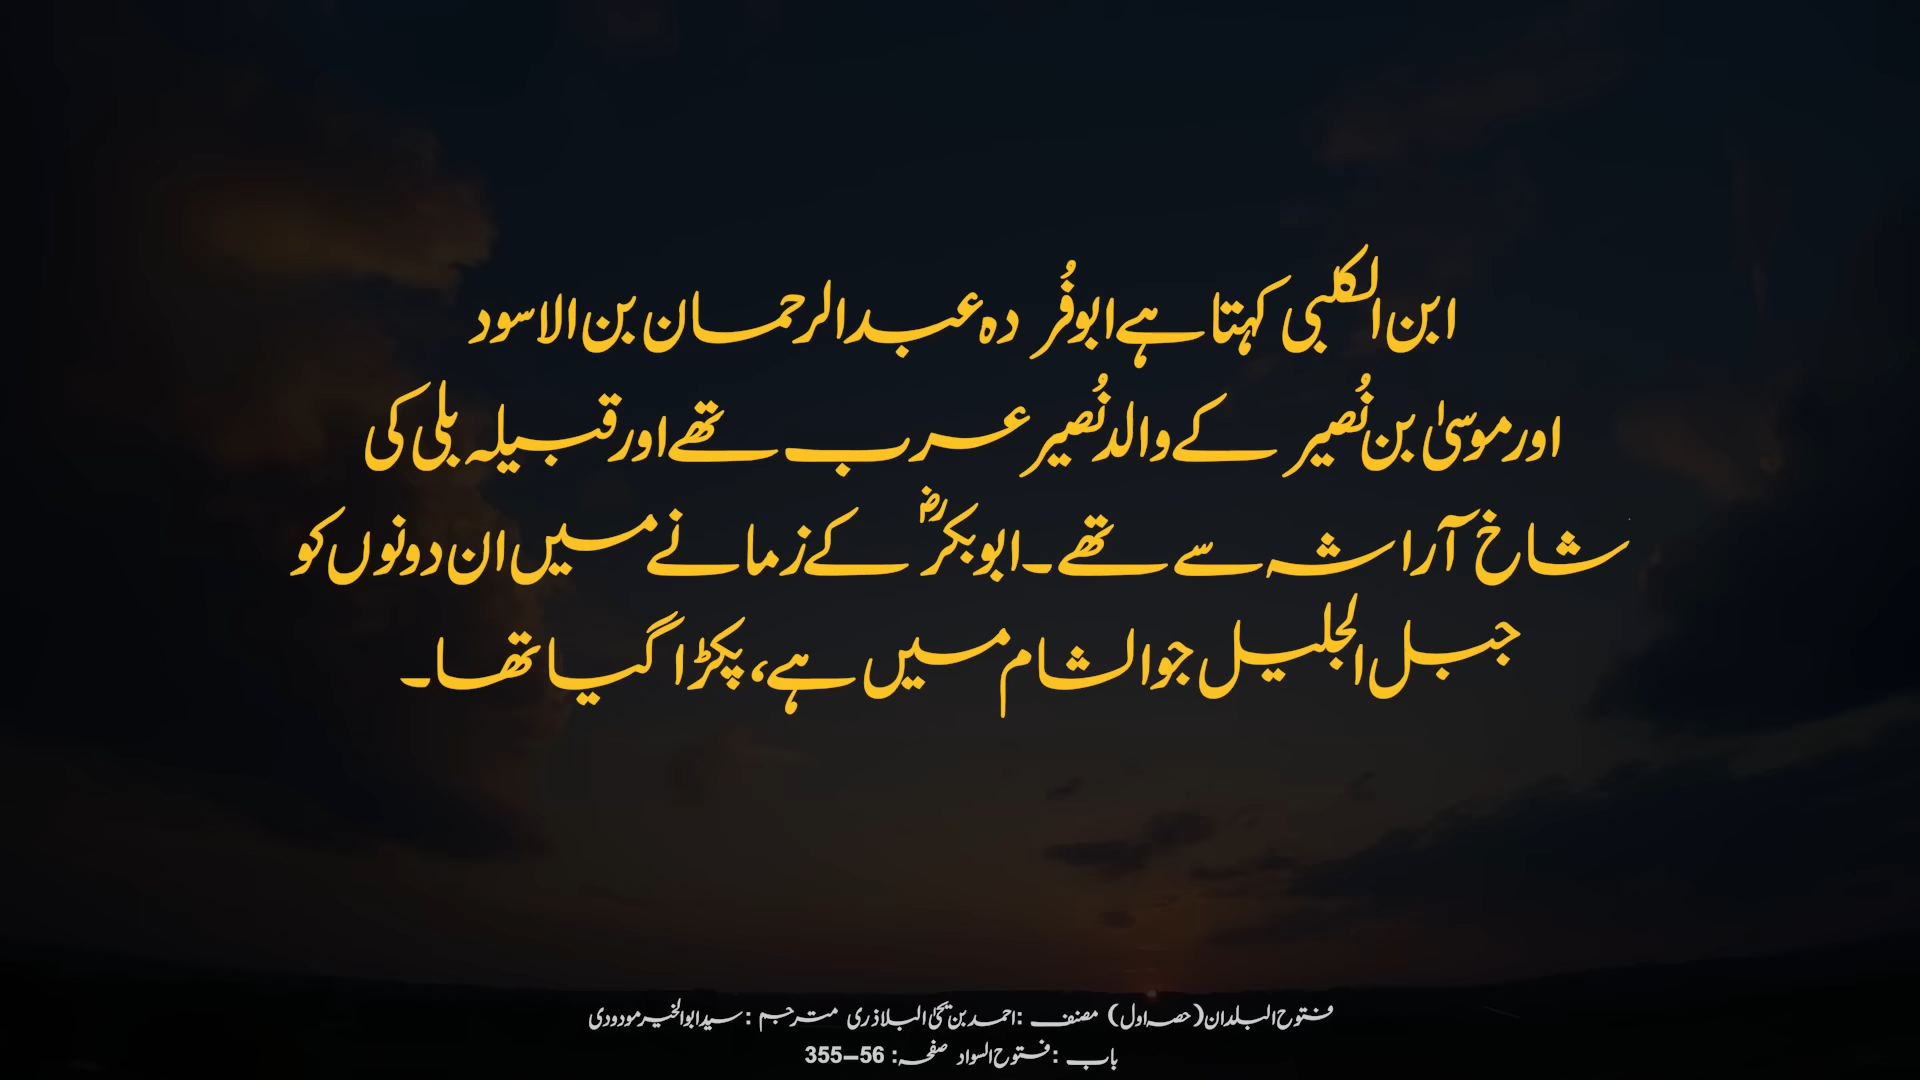 ابن الکلبی کہتا ہے ابوفُر دہ عبدالرحمان بن الاسود
اور موسیٰ بن نُصیر کے والد نُصیر عرب تھے اور قبیلہ بلی کی
شاخ آراشہ سے تھے۔ ابوبکرؓ کے زمانے میں ان دونوں کو
جبل الجلیل جو الشام میں ہے، پکڑا گیا تھا۔
فتوح البلدان (حصہ اول) مصنف : احمد بن یحییٰ البلاذری مترجم : سید ابوالخیر مودودی
باب : فتوح السواد صفحہ: 56–355